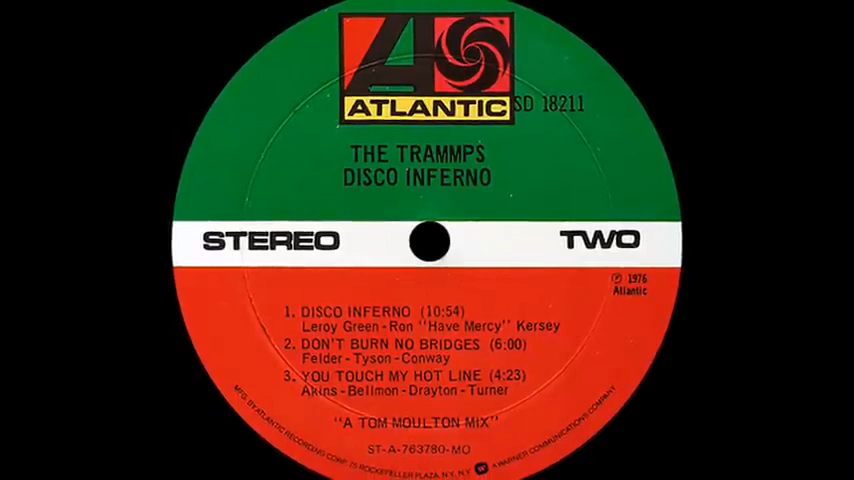 ATLANTIC
SD 18211
THE TRAMMPS
DISCO INFERNO
STEREO
TWO
℗ 1976
Atlantic
1. DISCO INFERNO (10:54)
Leroy Green - Ron "Have Mercy" Kersey
2. DON'T BURN NO BRIDGES (6:00)
Felder - Tyson - Conway
3. YOU TOUCH MY HOT LINE (4:23)
Akins - Bellmon - Drayton - Turner
"A TOM MOULTON MIX"
ST-A-763780-MO
MFG. BY ATLANTIC RECORDING CORP. 75 ROCKEFELLER PLAZA, N.Y., N.Y. W A WARNER COMMUNICATIONS COMPANY